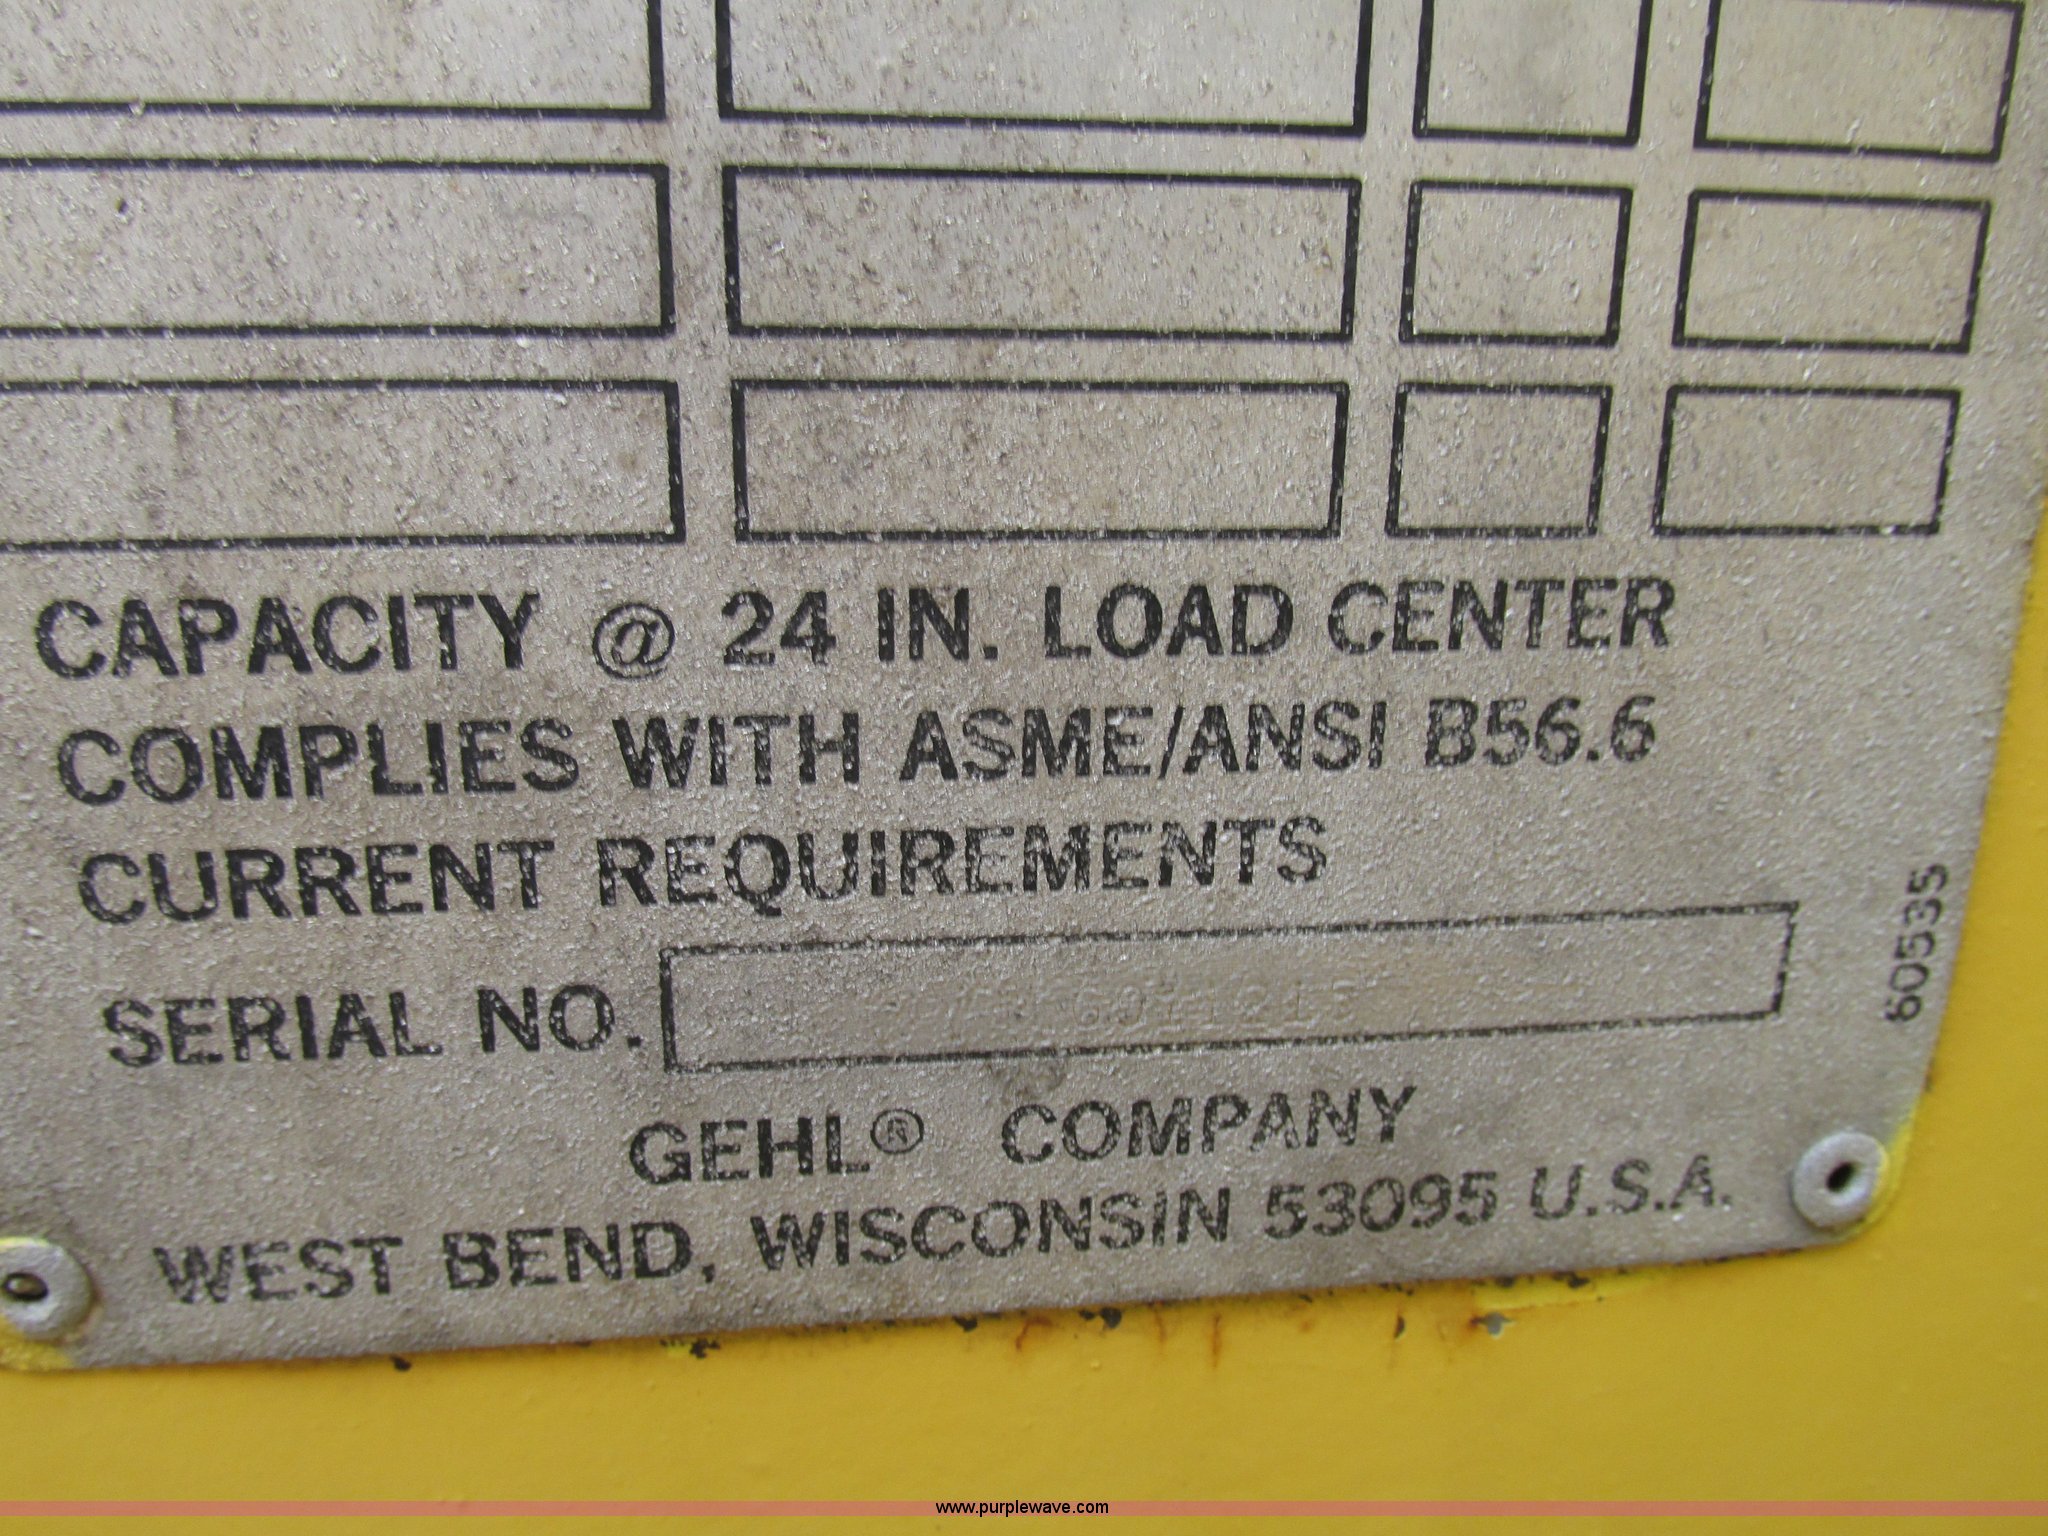 CAPACITY @ 24 IN. LOAD CENTER
COMPLIES WITH ASME/ANSI B56.6
CURRENT REQUIREMENTS
SERIAL NO.
60535
GEHL® COMPANY
WEST BEND, WISCONSIN 53095 U.S.A.
www.purplewave.com